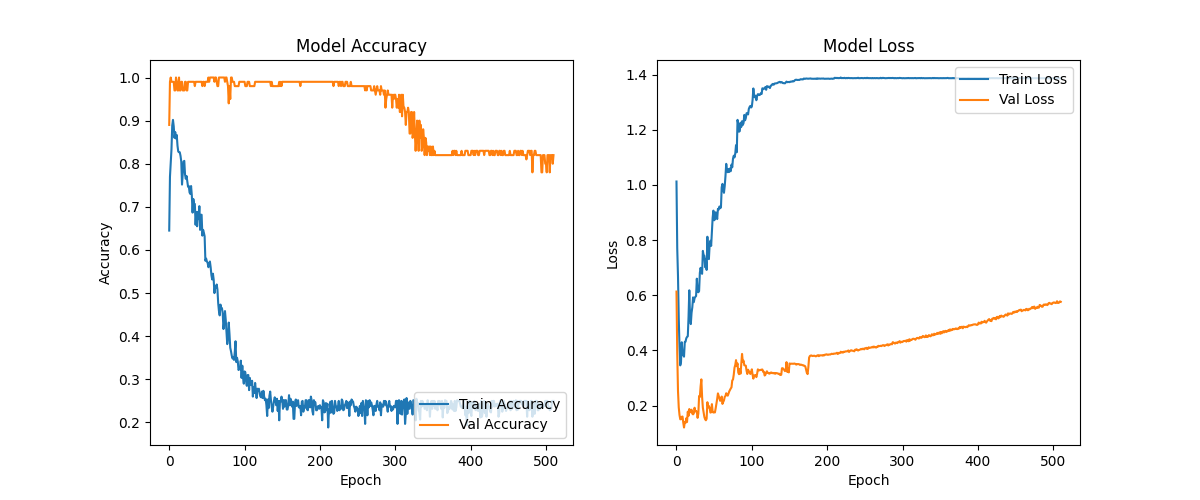 Model Accuracy
1.0
0.9
0.8
0.7
0.6
0.5
0.4
0.3
0.2
Accuracy
0
100
200
300
400
500
Epoch
Train Accuracy
Val Accuracy
Model Loss
1.4
1.2
1.0
0.8
0.6
0.4
0.2
Loss
0
100
200
300
400
500
Epoch
Train Loss
Val Loss